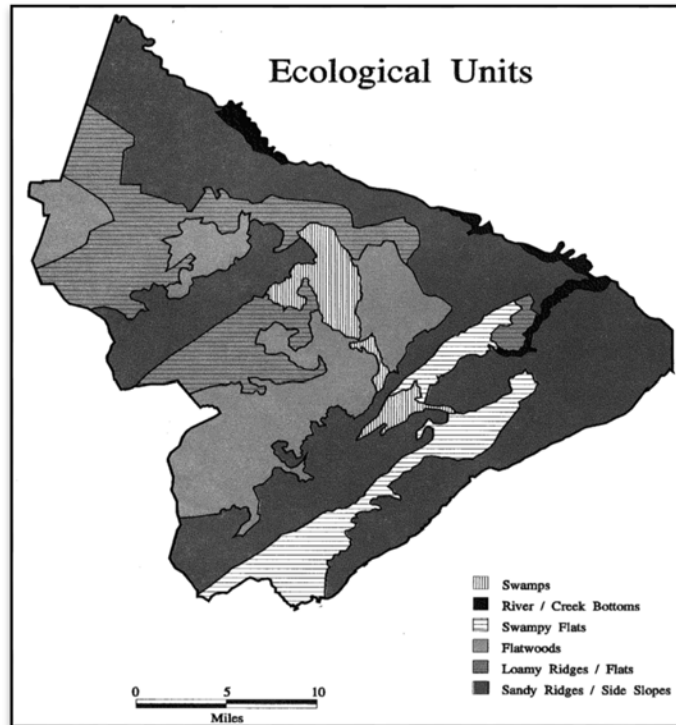 Ecological Units
Swamps
River / Creek Bottoms
Swampy Flats
Flatwoods
Loamy Ridges / Flats
Sandy Ridges / Side Slopes
0 5 10
Miles